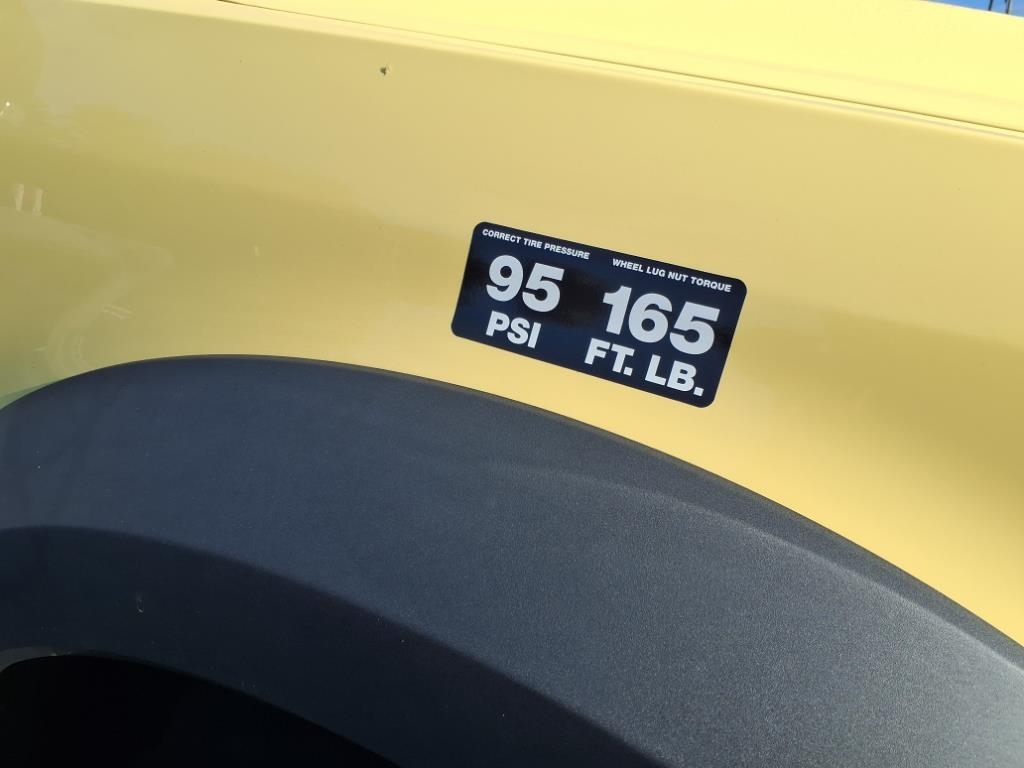 CORRECT TIRE PRESSURE
95
PSI
WHEEL LUG NUT TORQUE
165
FT. LB.